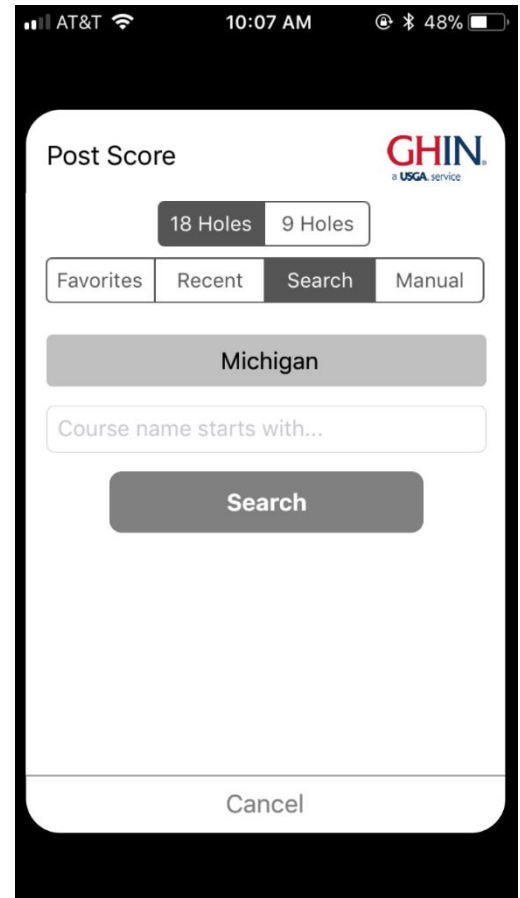 AT&T 10:07 AM 48%
Post Score GHIN.
a USGA. service
18 Holes 9 Holes
Favorites Recent Search Manual
Michigan
Course name starts with...
Search
Cancel